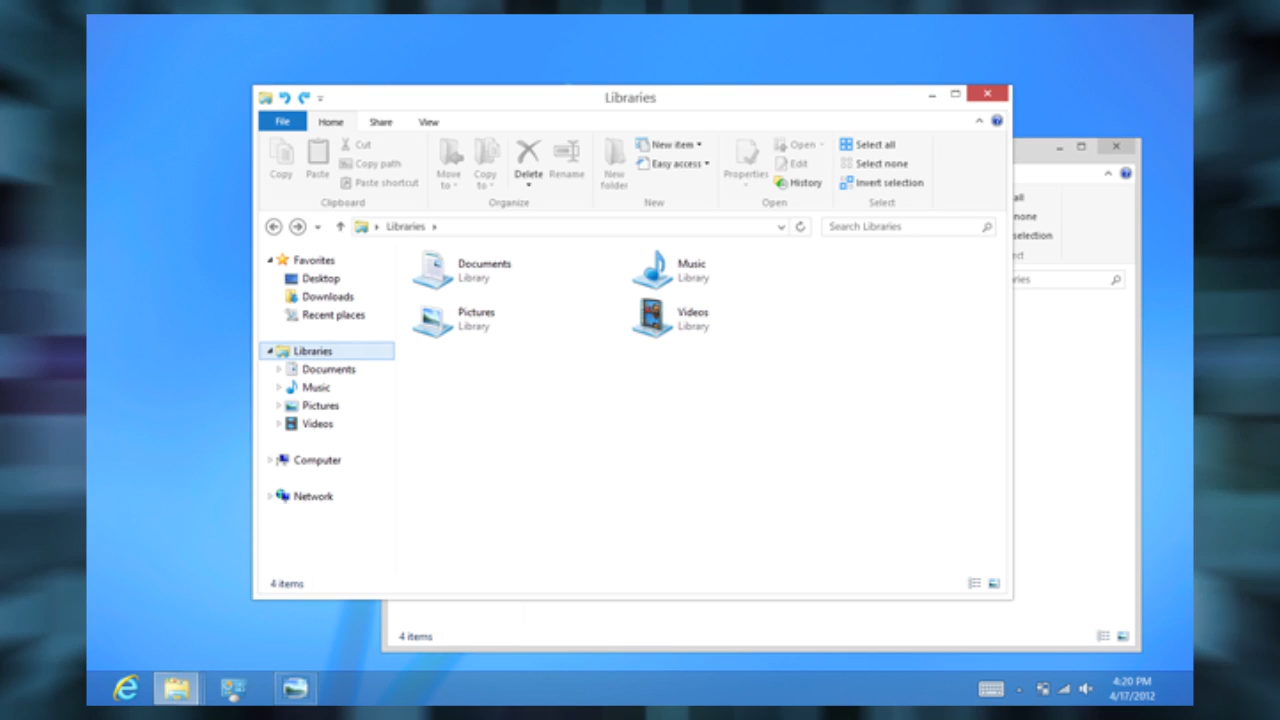 Libraries
File Home Share View
Copy
Paste
Cut
Copy path
Paste shortcut
Clipboard
Move to
Copy to
Delete
Rename
Organize
New folder
New item
Easy access
New
Properties
Open
Edit
History
Open
Select all
Select none
Invert selection
Select
Libraries
Search Libraries
Favorites
Desktop
Downloads
Recent places
Libraries
Documents
Music
Pictures
Videos
Computer
Network
Documents
Library
Music
Library
Pictures
Library
Videos
Library
4 items
all
none
selection
4 items
4:20 PM
4/17/2012